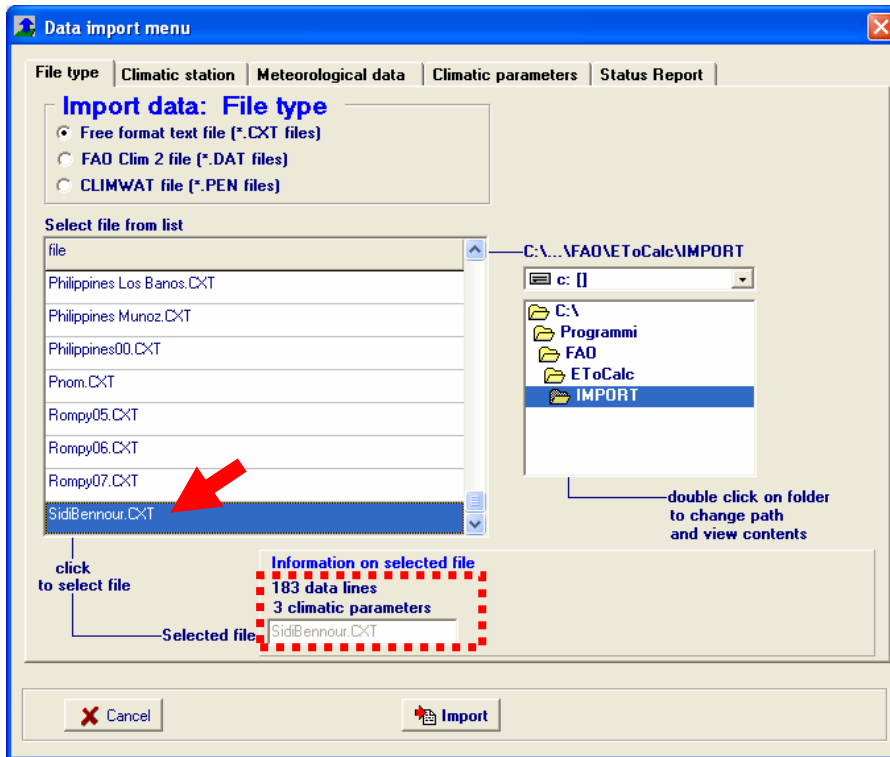 Data import menu
File type
Climatic station
Meteorological data
Climatic parameters
Status Report
Import data: File type
Free format text file (*.CXT files)
FAO Clim 2 file (*.DAT files)
CLIMWAT file (*.PEN files)
Select file from list
file
Philippines Los Banos.CXT
Philippines Munoz.CXT
Philippines00.CXT
Pnom.CXT
Rompy05.CXT
Rompy06.CXT
Rompy07.CXT
SidiBennour.CXT
C:\...\FAO\EToCalc\IMPORT
c: []
C:\
Programmi
FAO
EToCalc
IMPORT
double click on folder
to change path
and view contents
click
to select file
Information on selected file
183 data lines
3 climatic parameters
Selected file
SidiBennour.CXT
Cancel
Import